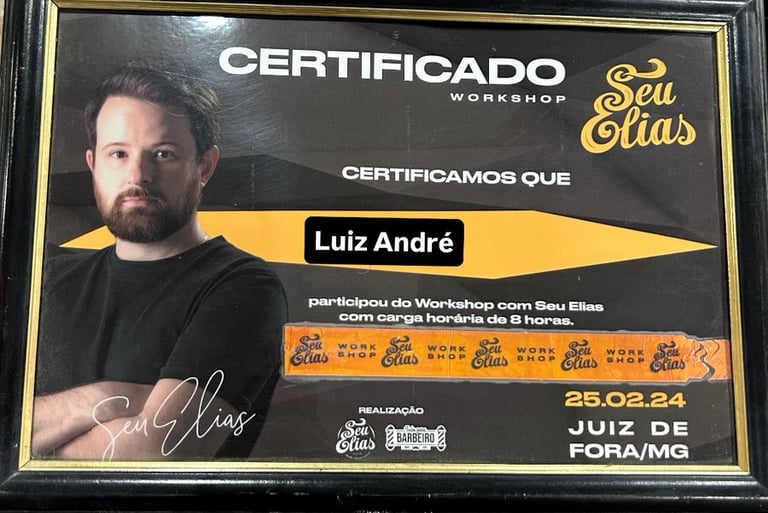 CERTIFICADO
WORKSHOP
Seu
Elias
CERTIFICAMOS QUE
Luiz André
participou do Workshop com Seu Elias
com carga horária de 8 horas.
Seu Elias WORK SHOP Seu Elias WORK SHOP Seu Elias WORK SHOP Seu Elias WORK SHOP Seu Elias
25.02.24
JUIZ DE
FORA/MG
REALIZAÇÃO
Seu Elias
BARBEIRO
Seu Elias